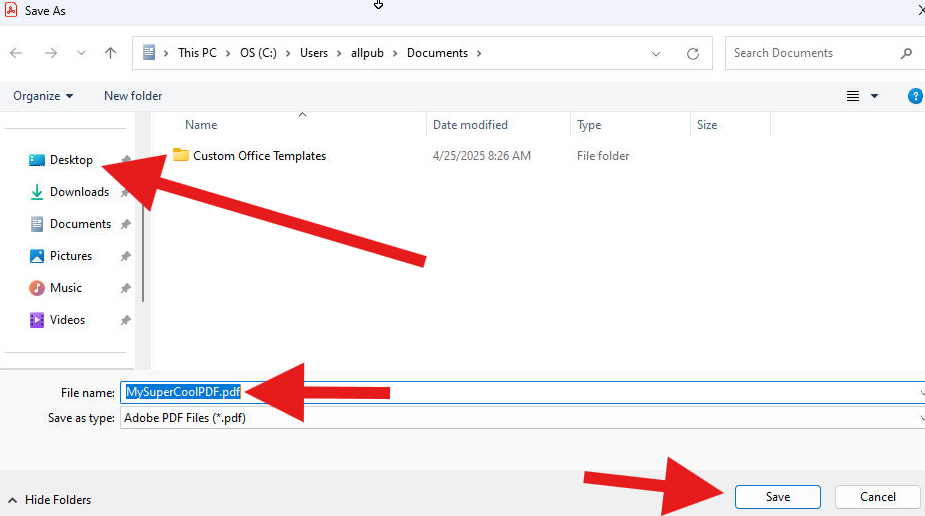 Save As
This PC > OS (C:) > Users > allpub > Documents >
Search Documents
Organize
New folder
?
Name
Date modified
Type
Size
Desktop
Custom Office Templates
4/25/2025 8:26 AM
File folder
Downloads
Documents
Pictures
Music
Videos
File name: MySuperCoolPDF.pdf
Save as type: Adobe PDF Files (*.pdf)
Hide Folders
Save
Cancel